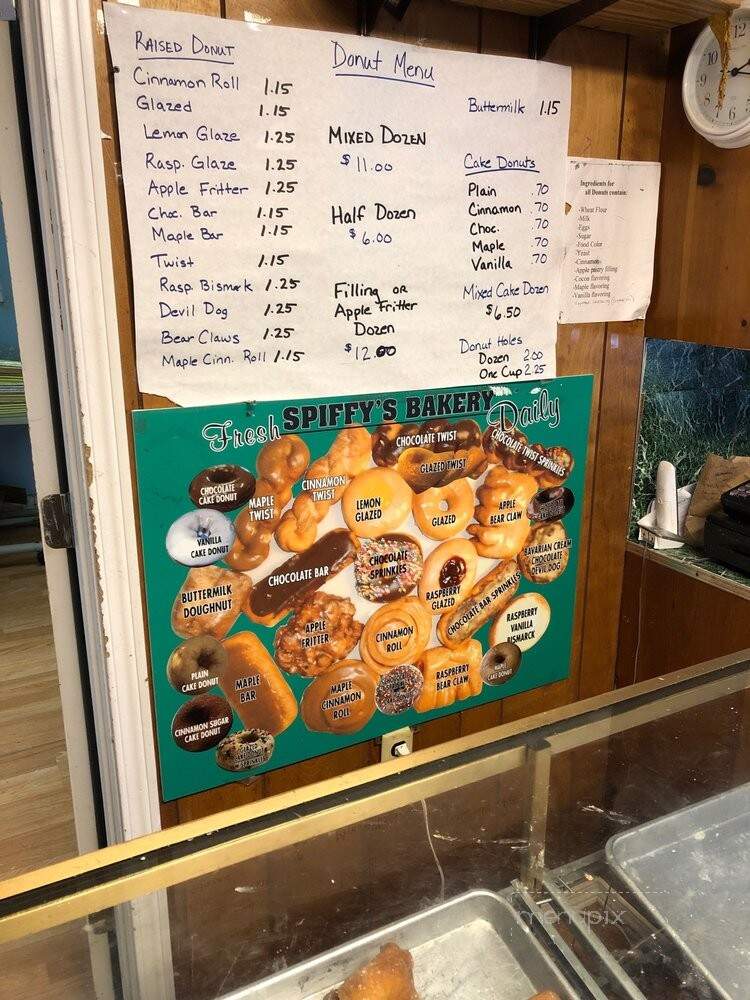 Donut Menu
RAISED DONUT
Cinnamon Roll 1.15
Glazed 1.15
Lemon Glaze 1.25
Rasp. Glaze 1.25
Apple Fritter 1.25
Choc. Bar 1.15
Maple Bar 1.15
Twist 1.15
Rasp Bismark 1.25
Devil Dog 1.25
Bear Claws 1.25
Maple Cinn. Roll 1.15
MIXED DOZEN
$11.00
Half Dozen
$6.00
Filling OR
Apple Fritter
Dozen
$12.00
Buttermilk 1.15
Cake Donuts
Plain .70
Cinnamon .70
Choc. .70
Maple .70
Vanilla .70
Mixed Cake Dozen
$6.50
Donut Holes
Dozen 2.00
One Cup 2.25
Ingredients for
all Donuts contain:
-Wheat Flour
-Milk
-Eggs
-Sugar
-Food Color
-Yeast
-Cinnamon
-Apple pastry filling
-Cocoa flavoring
-Maple flavoring
-Vanilla flavoring
Fresh SPIFFY'S BAKERY Daily
CHOCOLATE TWIST
GLAZED TWIST
CHOCOLATE TWIST SPRINKLES
CHOCOLATE
CAKE DONUT
MAPLE
TWIST
CINNAMON
TWIST
LEMON
GLAZED
GLAZED
APPLE
BEAR CLAW
VANILLA
CAKE DONUT
CHOCOLATE BAR
CHOCOLATE
SPRINKLES
RASPBERRY
GLAZED
BAVARIAN CREAM
CHOCOLATE
DEVIL DOG
BUTTERMILK
DOUGHNUT
APPLE
FRITTER
CINNAMON
ROLL
CHOCOLATE BAR SPRINKLES
RASPBERRY
VANILLA
BISMARCK
PLAIN
CAKE DONUT
MAPLE
BAR
MAPLE
CINNAMON
ROLL
RASPBERRY
BEAR CLAW
MAPLE
CAKE DONUT
CINNAMON SUGAR
CAKE DONUT
12
menupix